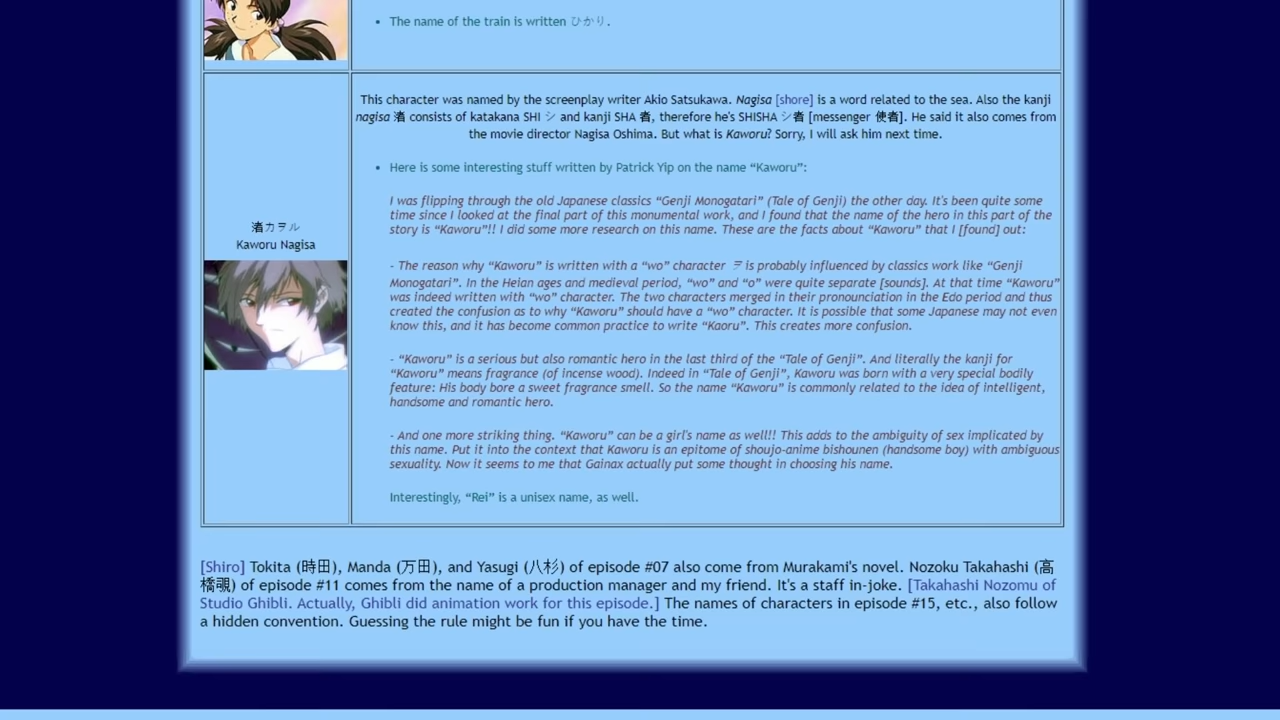 • The name of the train is written ひかり.
This character was named by the screenplay writer Akio Satsukawa. Nagisa [shore] is a word related to the sea. Also the kanji
nagisa 渚 consists of katakana SHI シ and kanji SHA 者, therefore he's SHISHA シ者 [messenger 使者]. He said it also comes from
the movie director Nagisa Oshima. But what is Kaworu? Sorry, I will ask him next time.
• Here is some interesting stuff written by Patrick Yip on the name “Kaworu”:
I was flipping through the old Japanese classics “Genji Monogatari” (Tale of Genji) the other day. It's been quite some
time since I looked at the final part of this monumental work, and I found that the name of the hero in this part of the
story is “Kaworu”!! I did some more research on this name. These are the facts about “Kaworu” that I [found] out:
- The reason why “Kaworu” is written with a “wo” character ヲ is probably influenced by classics work like “Genji
Monogatari”. In the Heian ages and medieval period, “wo” and “o” were quite separate [sounds]. At that time “Kaworu”
was indeed written with “wo” character. The two characters merged in their pronounciation in the Edo period and thus
created the confusion as to why “Kaworu” should have a “wo” character. It is possible that some Japanese may not even
know this, and it has become common practice to write “Kaoru”. This creates more confusion.
- “Kaworu” is a serious but also romantic hero in the last third of the “Tale of Genji”. And literally the kanji for
“Kaworu” means fragrance (of incense wood). Indeed in “Tale of Genji”, Kaworu was born with a very special bodily
feature: His body bore a sweet fragrance smell. So the name “Kaworu” is commonly related to the idea of intelligent,
handsome and romantic hero.
- And one more striking thing. “Kaworu” can be a girl's name as well!! This adds to the ambiguity of sex implicated by
this name. Put it into the context that Kaworu is an epitome of shoujo-anime bishounen (handsome boy) with ambiguous
sexuality. Now it seems to me that Gainax actually put some thought in choosing his name.
Interestingly, “Rei” is a unisex name, as well.
渚カヲル
Kaworu Nagisa
[Shiro] Tokita (時田), Manda (万田), and Yasugi (八杉) of episode #07 also come from Murakami's novel. Nozoku Takahashi (高
橋覗) of episode #11 comes from the name of a production manager and my friend. It's a staff in-joke. [Takahashi Nozomu of
Studio Ghibli. Actually, Ghibli did animation work for this episode.] The names of characters in episode #15, etc., also follow
a hidden convention. Guessing the rule might be fun if you have the time.